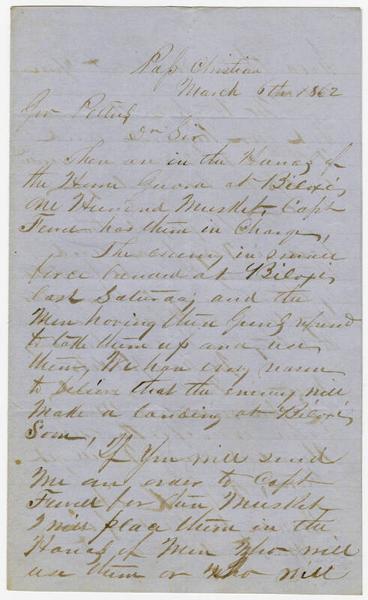 Pass Christian
March 6th 1862
Gov Pettus
Dr Sir
There are in the Hands of
the Home Guard at Biloxi,
One Hundred Muskets, Capt
Fewell has them in Charge,
The enemy in small
force landed at Biloxi,
last Saturday and the
Men having these Guns refused
to take them up and use
them, We have every reason
to believe that the enemy will
make a landing at Biloxi,
Soon, If You will send
Me an order to Capt
Fewell for these Muskets
I will place them in the
Hands of Men Who will
use them or who will